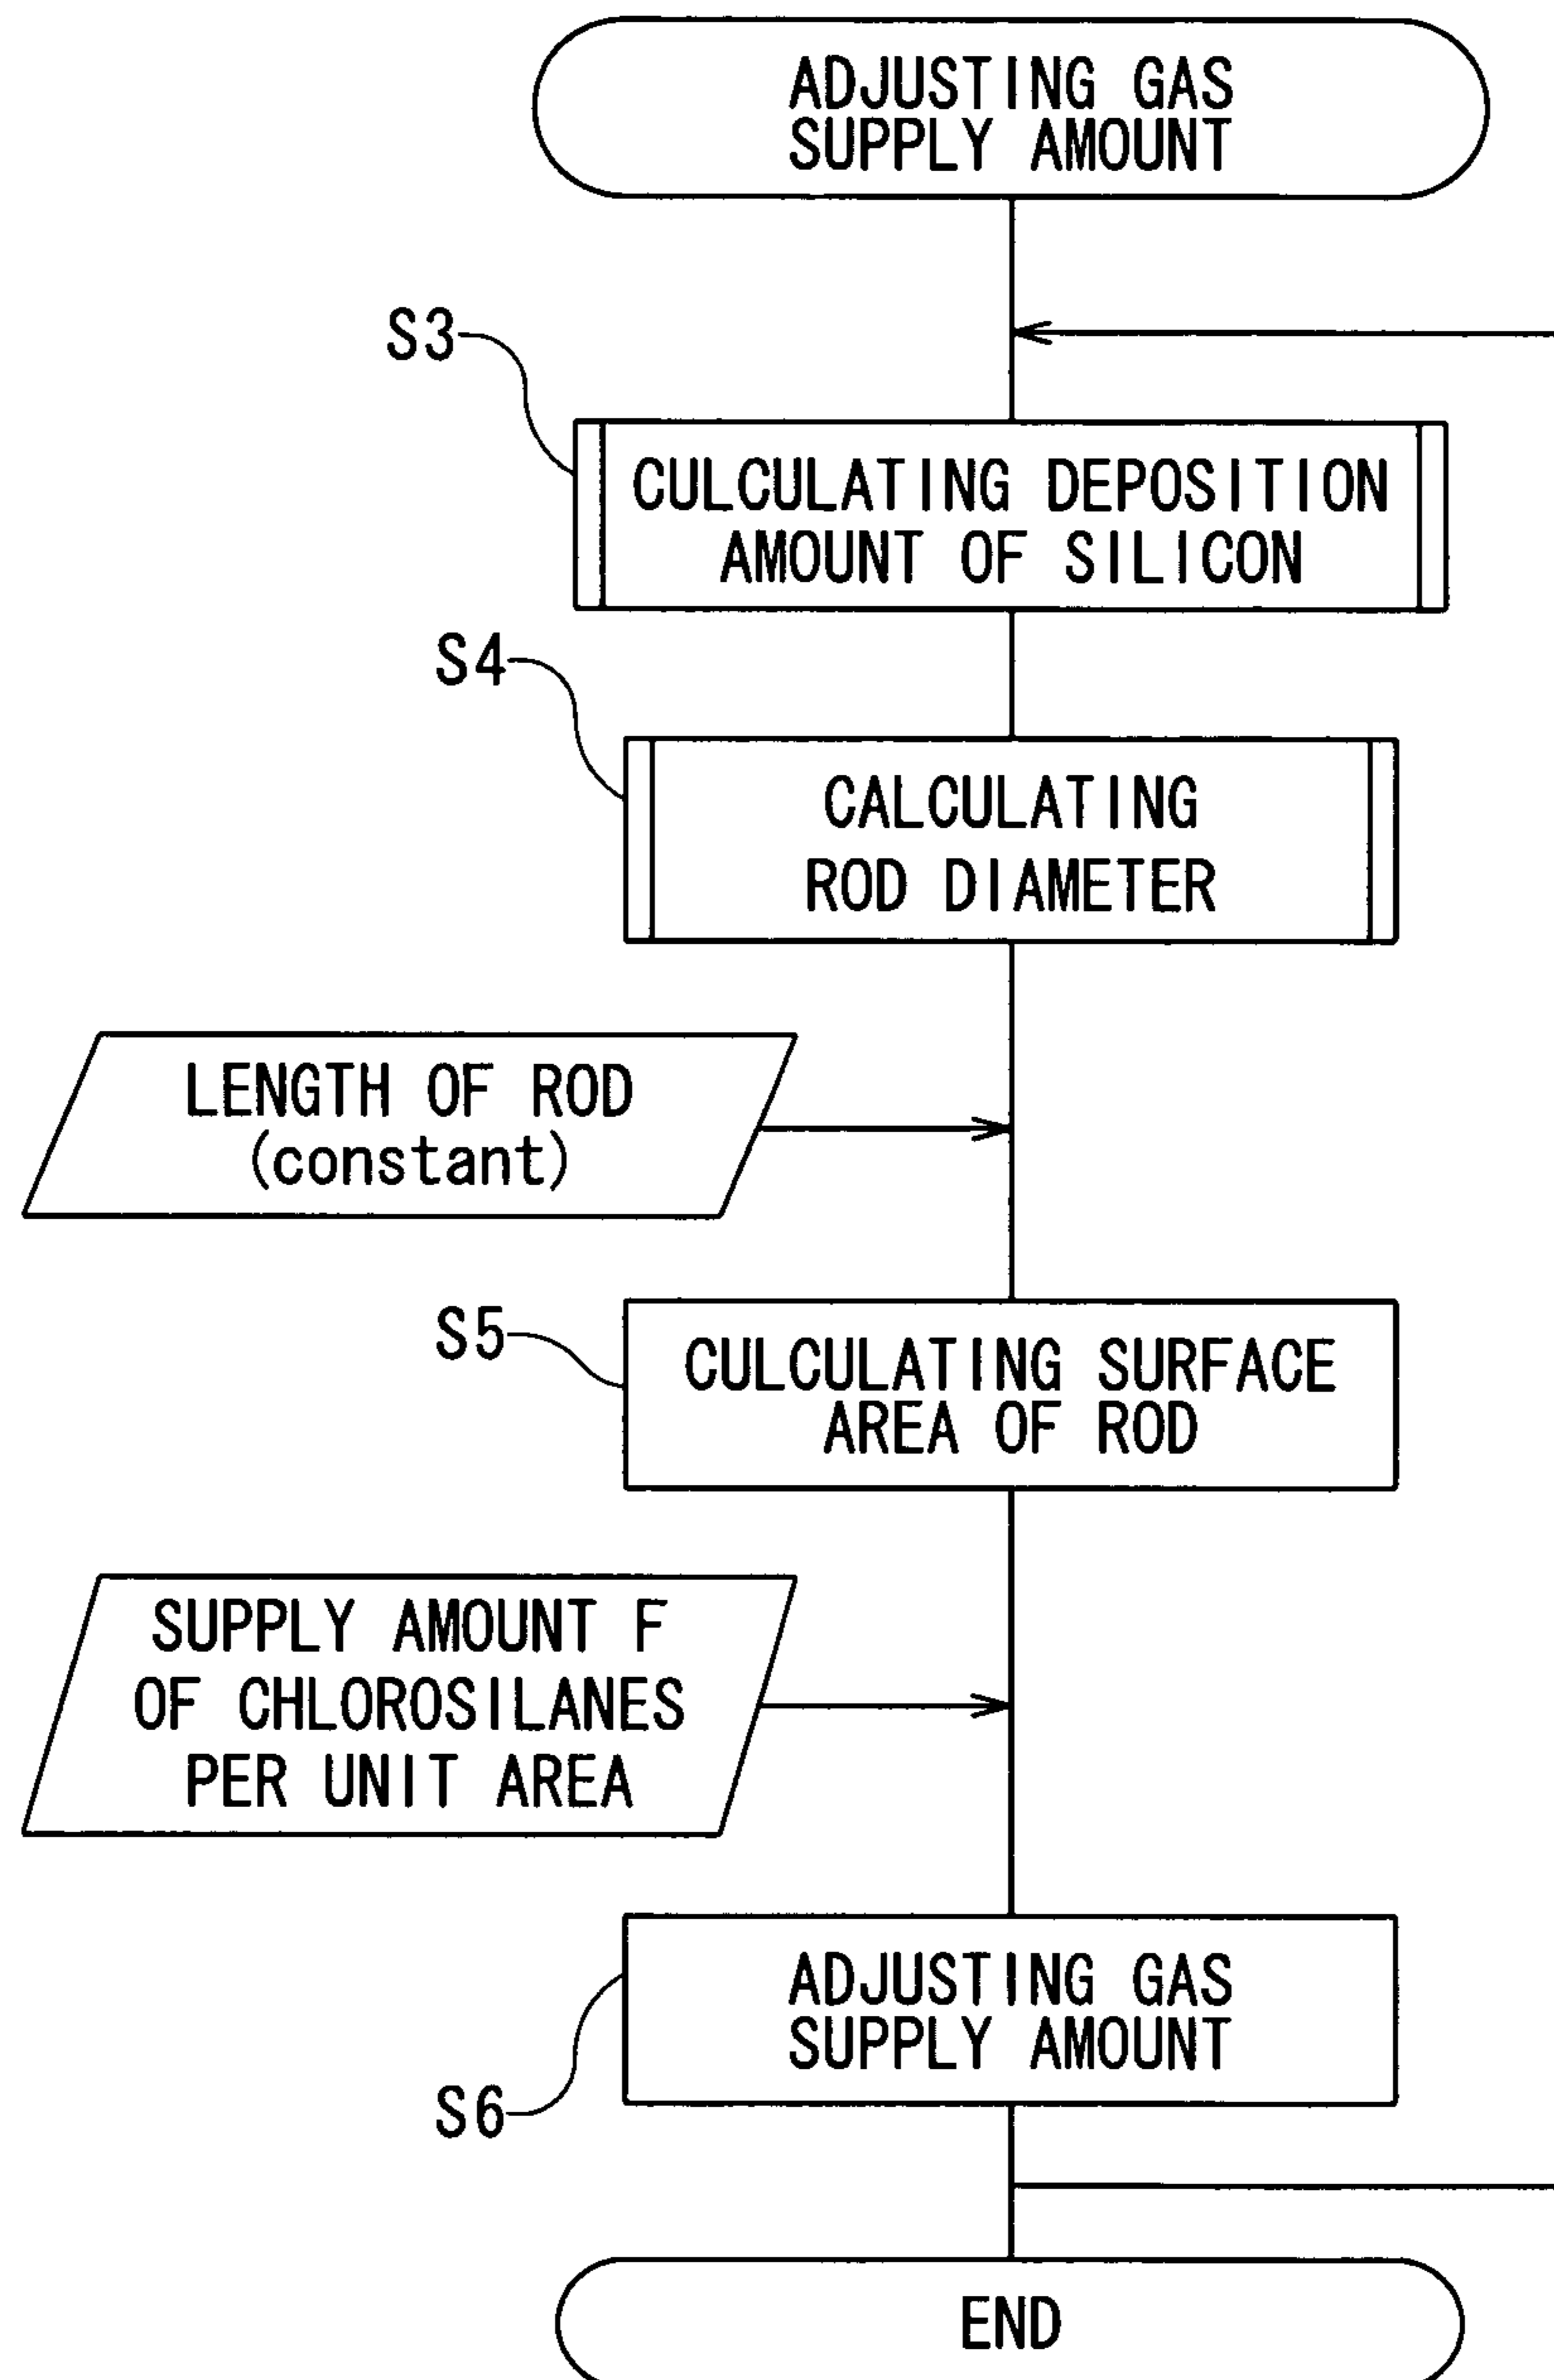 ADJUSTING GAS
SUPPLY AMOUNT
S3
CULCULATING DEPOSITION
AMOUNT OF SILICON
S4
CALCULATING
ROD DIAMETER
LENGTH OF ROD
(constant)
S5
CULCULATING SURFACE
AREA OF ROD
SUPPLY AMOUNT F
OF CHLOROSILANES
PER UNIT AREA
ADJUSTING GAS
SUPPLY AMOUNT
S6
END